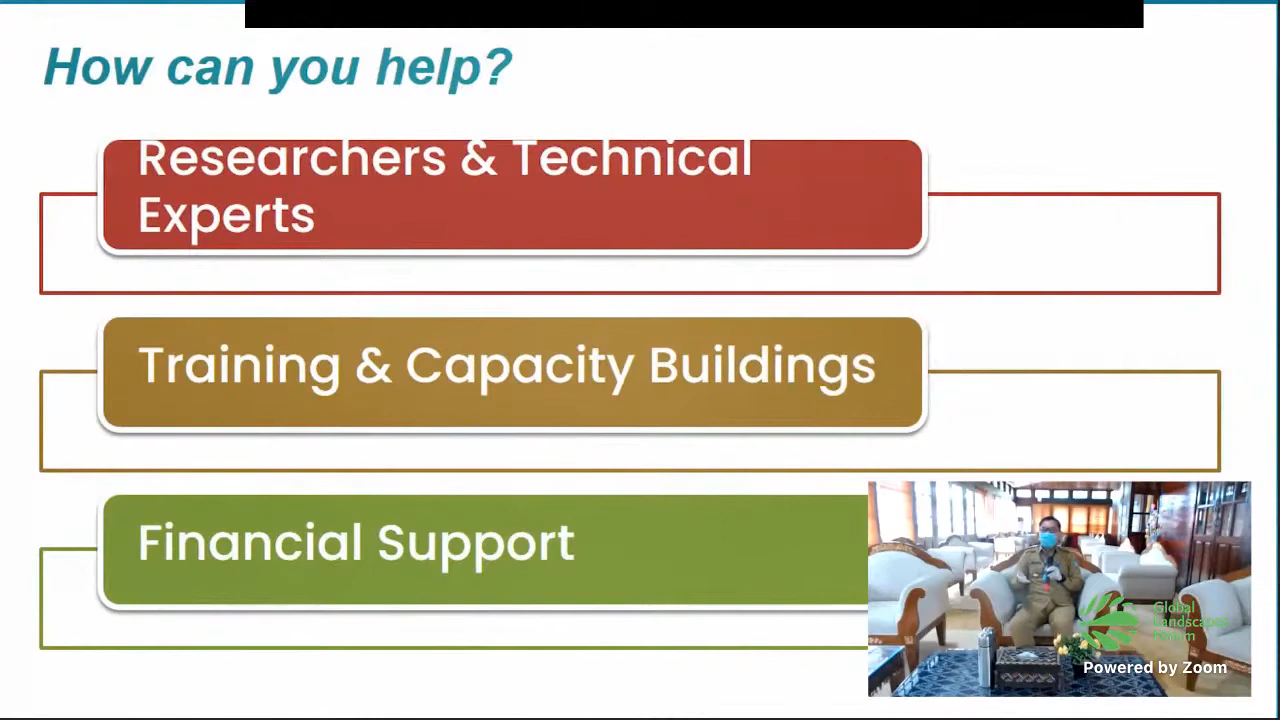 How can you help?
Researchers & Technical
Experts
Training & Capacity Buildings
Financial Support
Global
Landscapes
Forum
Powered by Zoom